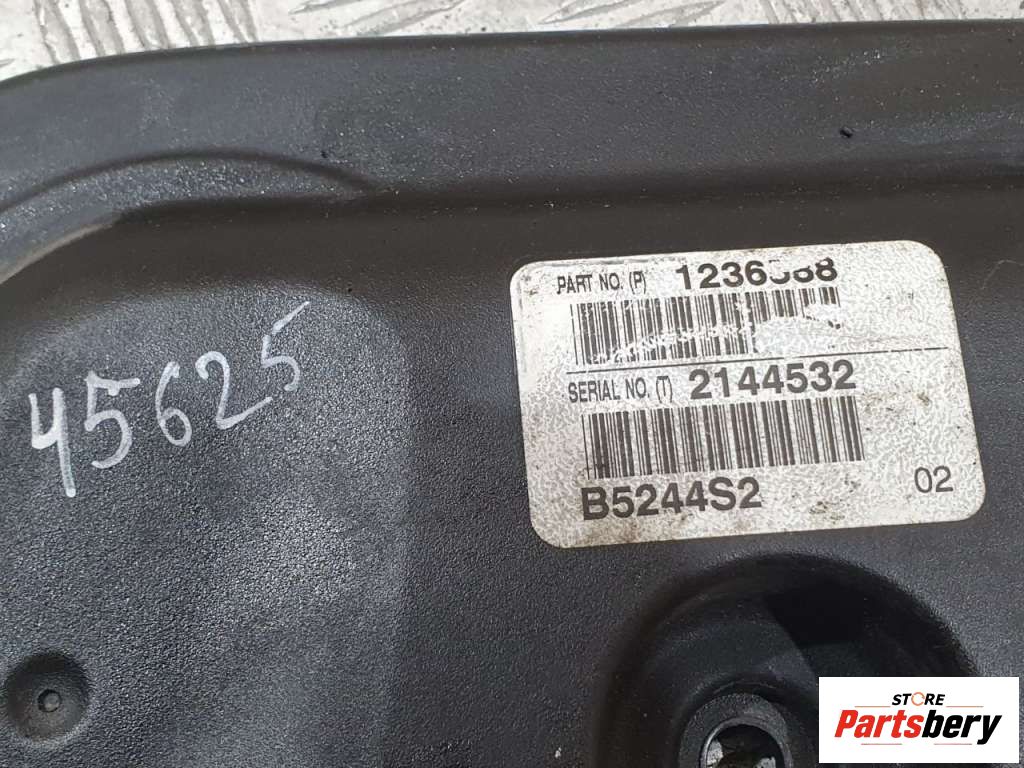 PART NO. (P)
SERIAL NO. (T) 2144532
B5244S2 02
45625
STORE
Partsbery